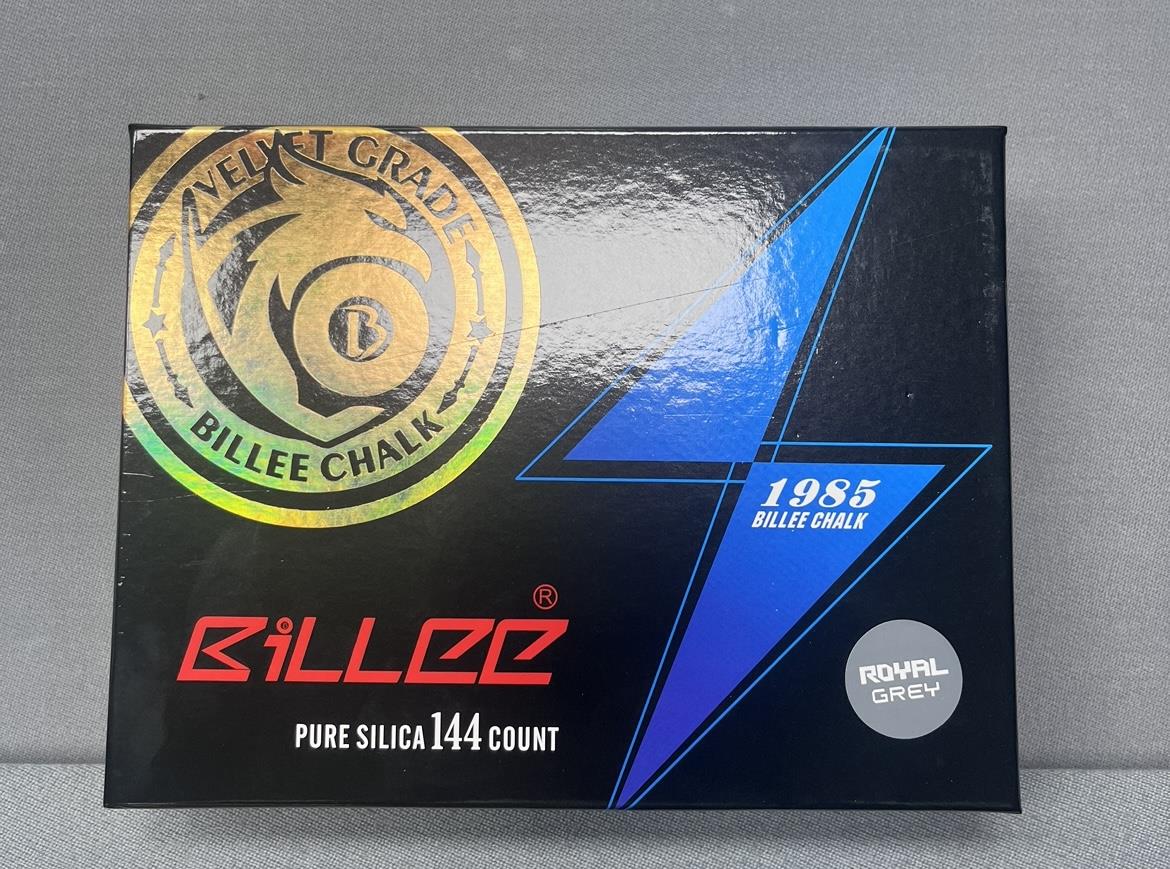 VELVET GRADE
B
BILLEE CHALK
1985
BILLEE CHALK
BiLLEE®
PURE SILICA 144 COUNT
ROYAL
GREY